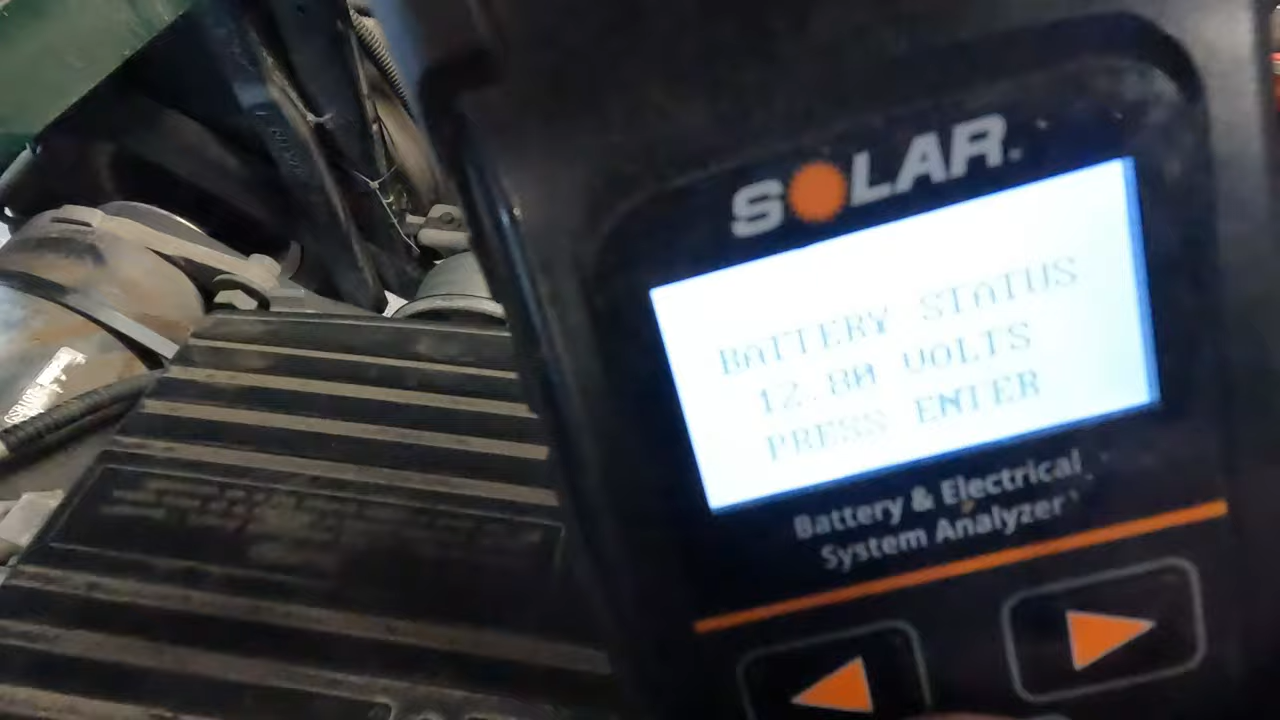 SOLAR
BATTERY STATUS
12.80 VOLTS
PRESS ENTER
Battery & Electrical
System Analyzer